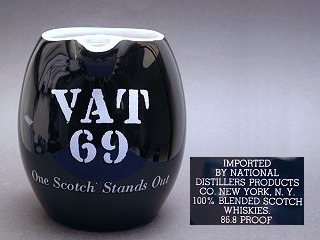 VAT
69
One Scotch Stands Out
IMPORTED
BY NATIONAL
DISTILLERS PRODUCTS
CO. NEW YORK, N.Y.
100% BLENDED SCOTCH
WHISKIES.
86.8 PROOF